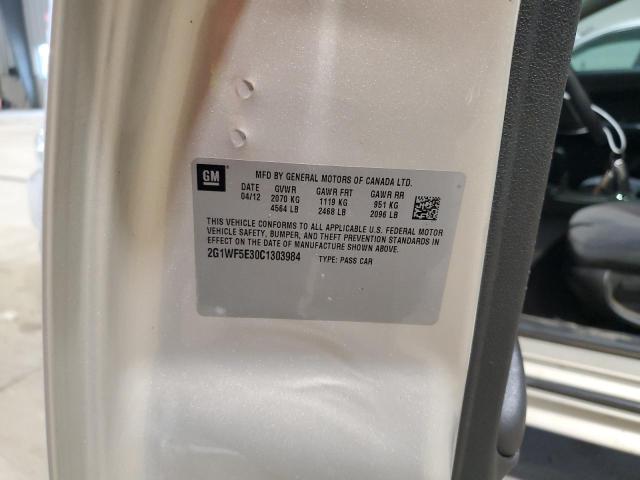 GM
MFD BY GENERAL MOTORS OF CANADA LTD.
DATE GVWR GAWR FRT GAWR RR
04/12 2070 KG 1119 KG 951 KG
4564 LB 2468 LB 2096 LB
THIS VEHICLE CONFORMS TO ALL APPLICABLE U.S. FEDERAL MOTOR
VEHICLE SAFETY, BUMPER, AND THEFT PREVENTION STANDARDS IN
EFFECT ON THE DATE OF MANUFACTURE SHOWN ABOVE.
2G1WF5E30C1303984 TYPE: PASS CAR